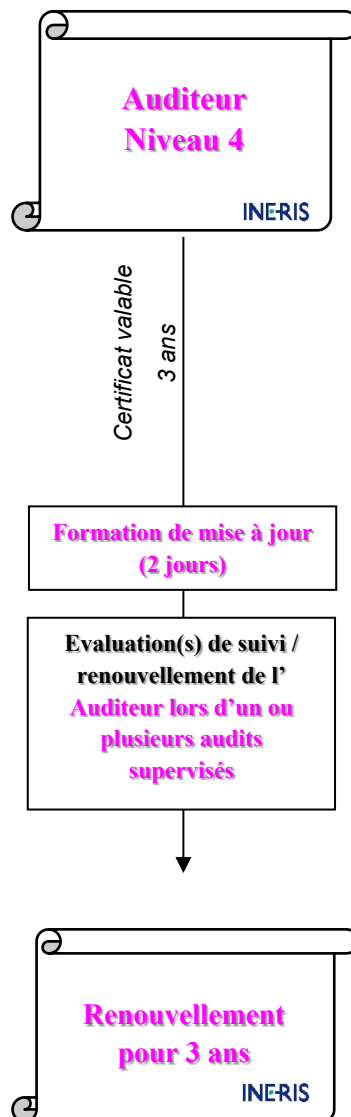 Auditeur
Niveau 4
INERIS
Certificat valable
3 ans
Formation de mise à jour
(2 jours)
Evaluation(s) de suivi /
renouvellement de l’
Auditeur lors d’un ou
plusieurs audits
supervisés
Renouvellement
pour 3 ans
INERIS